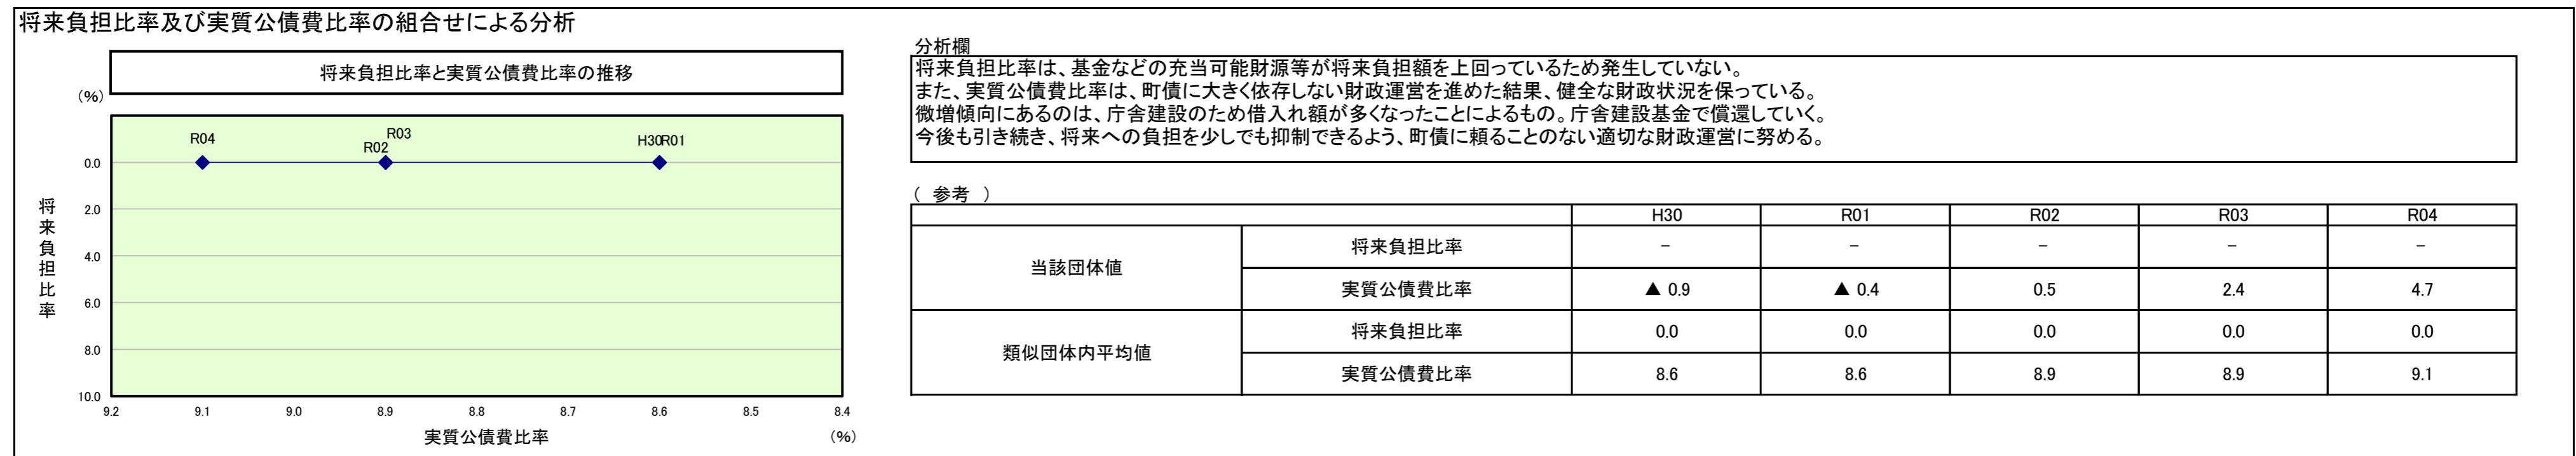 将来負担比率及び実質公債費比率の組合せによる分析
将来負担比率と実質公債費比率の推移
(%)
R04
R03
R02
H30R01
0.0
2.0
4.0
6.0
8.0
10.0
将来負担比率
9.2 9.1 9.0 8.9 8.8 8.7 8.6 8.5 8.4
実質公債費比率
(%)
分析欄
将来負担比率は、基金などの充当可能財源等が将来負担額を上回っているため発生していない。
また、実質公債費比率は、町債に大きく依存しない財政運営を進めた結果、健全な財政状況を保っている。
微増傾向にあるのは、庁舎建設のため借入れ額が多くなったことによるもの。庁舎建設基金で償還していく。
今後も引き続き、将来への負担を少しでも抑制できるよう、町債に頼ることのない適切な財政運営に努める。
( 参考 )
H30 R01 R02 R03 R04
当該団体値
将来負担比率 − − − − −
実質公債費比率 ▲ 0.9 ▲ 0.4 0.5 2.4 4.7
類似団体内平均値
将来負担比率 0.0 0.0 0.0 0.0 0.0
実質公債費比率 8.6 8.6 8.9 8.9 9.1